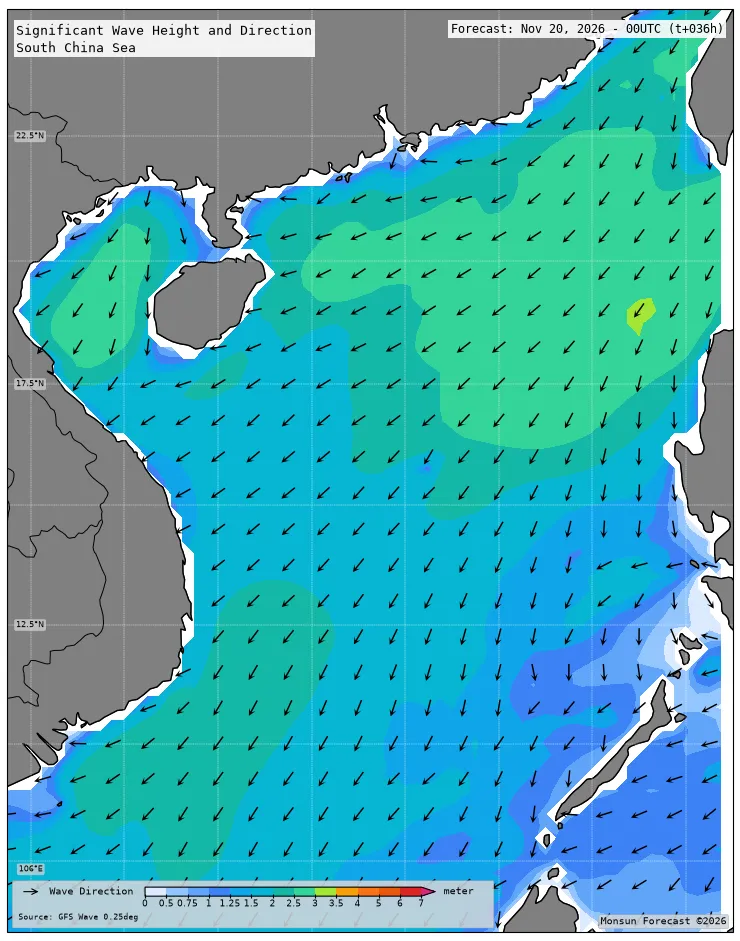 Significant Wave Height and Direction
South China Sea
Forecast: Nov 20, 2026 - 00UTC (t+036h)
22.5°N
17.5°N
12.5°N
106°E
Wave Direction
meter
0 0.5 0.75 1 1.25 1.5 2 2.5 3 3.5 4 5 6 7
Source: GFS Wave 0.25deg
Monsun Forecast ©2026